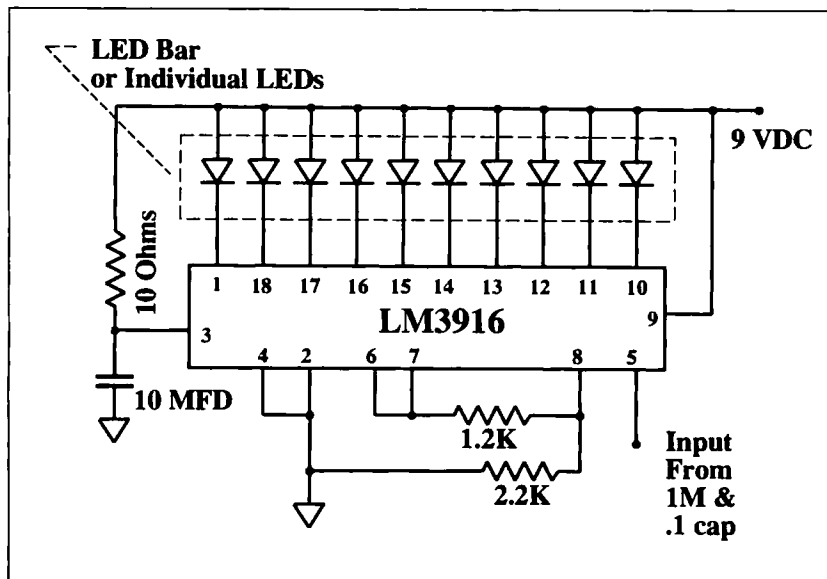 LED Bar
or Individual LEDs
9 VDC
10 Ohms
1 18 17 16 15 14 13 12 11 10
LM3916
9
3
4 2 6 7 8 5
10 MFD
1.2K
2.2K
Input
From
1M &
.1 cap